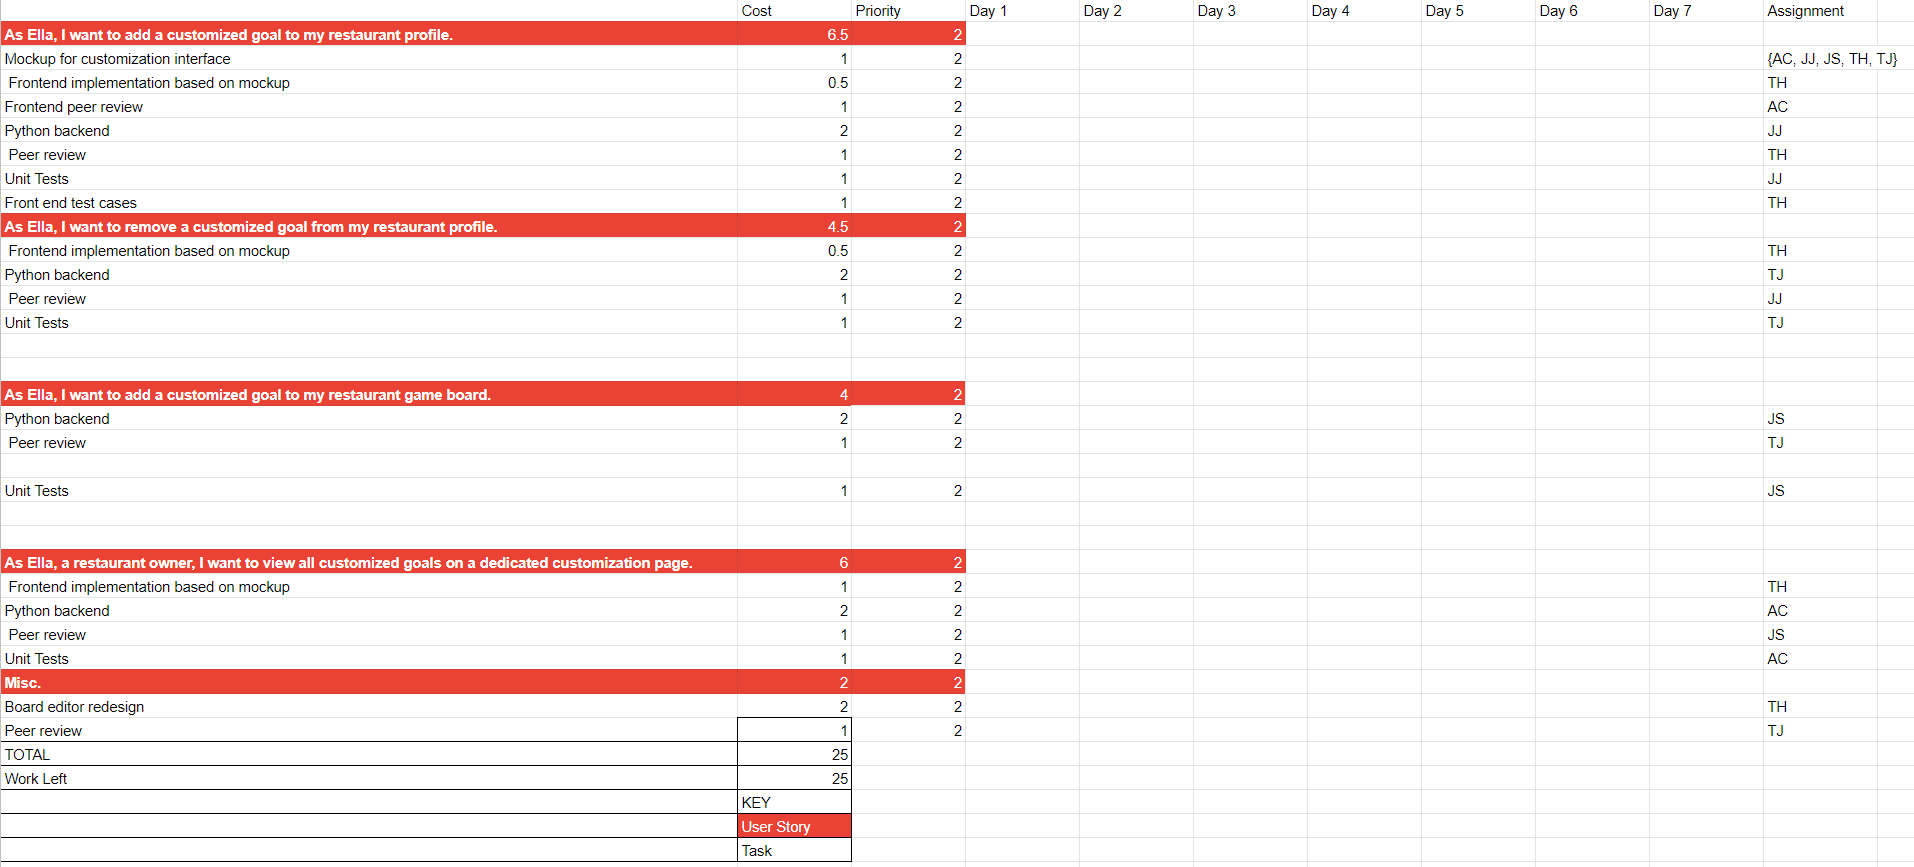 Cost Priority Day 1 Day 2 Day 3 Day 4 Day 5 Day 6 Day 7 Assignment
As Ella, I want to add a customized goal to my restaurant profile. 6.5 2
Mockup for customization interface 1 2 {AC, JJ, JS, TH, TJ}
Frontend implementation based on mockup 0.5 2 TH
Frontend peer review 1 2 AC
Python backend 2 2 JJ
Peer review 1 2 TH
Unit Tests 1 2 JJ
Front end test cases 1 2 TH
As Ella, I want to remove a customized goal from my restaurant profile. 4.5 2
Frontend implementation based on mockup 0.5 2 TH
Python backend 2 2 TJ
Peer review 1 2 JJ
Unit Tests 1 2 TJ
As Ella, I want to add a customized goal to my restaurant game board. 4 2
Python backend 2 2 JS
Peer review 1 2 TJ
Unit Tests 1 2 JS
As Ella, a restaurant owner, I want to view all customized goals on a dedicated customization page. 6 2
Frontend implementation based on mockup 1 2 TH
Python backend 2 2 AC
Peer review 1 2 JS
Unit Tests 1 2 AC
Misc. 2 2
Board editor redesign 2 2 TH
Peer review 1 2 TJ
TOTAL 25
Work Left 25
KEY
User Story
Task